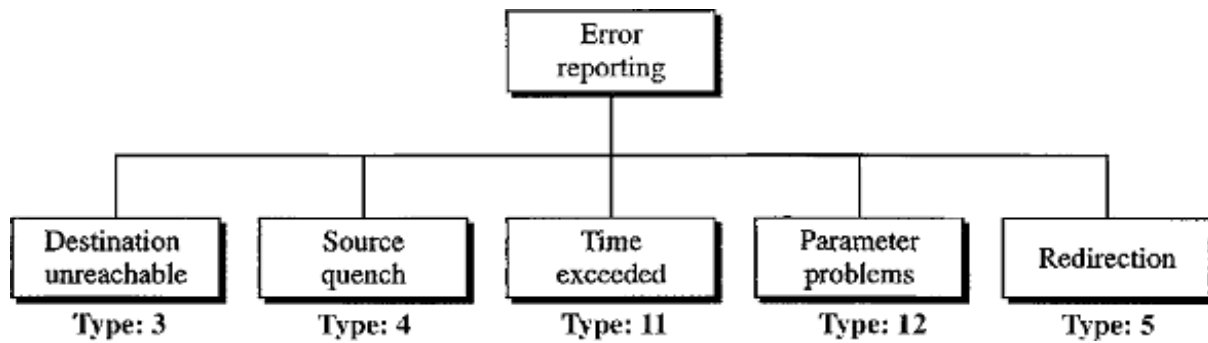 Error
reporting
Destination
unreachable
Source
quench
Time
exceeded
Parameter
problems
Redirection
Type: 3
Type: 4
Type: 11
Type: 12
Type: 5